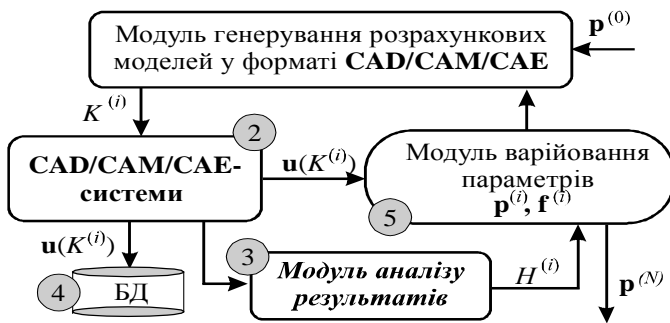 Модуль генерування розрахункових
моделей у форматі CAD/CAM/CAE
p(0)
K(i)
2
CAD/CAM/CAE-
системи
u(K(i))
Модуль варійовання
параметрів
p(i), f(i)
5
u(K(i))
4
БД
3
Модуль аналізу
результатів
H(i)
p(N)